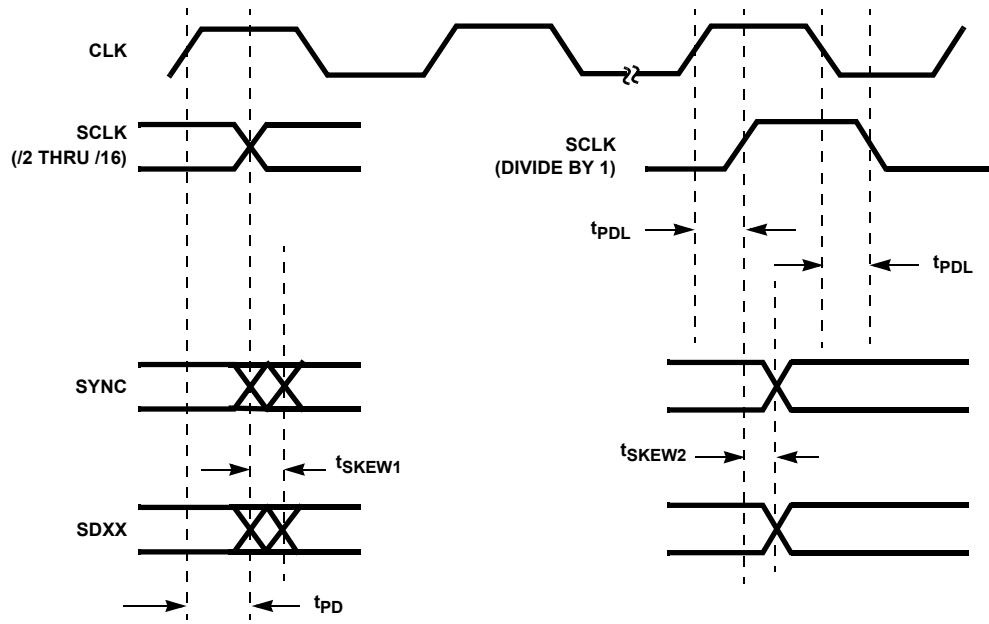 CLK
SCLK
(/2 THRU /16)
SCLK
(DIVIDE BY 1)
tPDL
tPDL
SYNC
tSKEW1
tSKEW2
SDXX
tPD